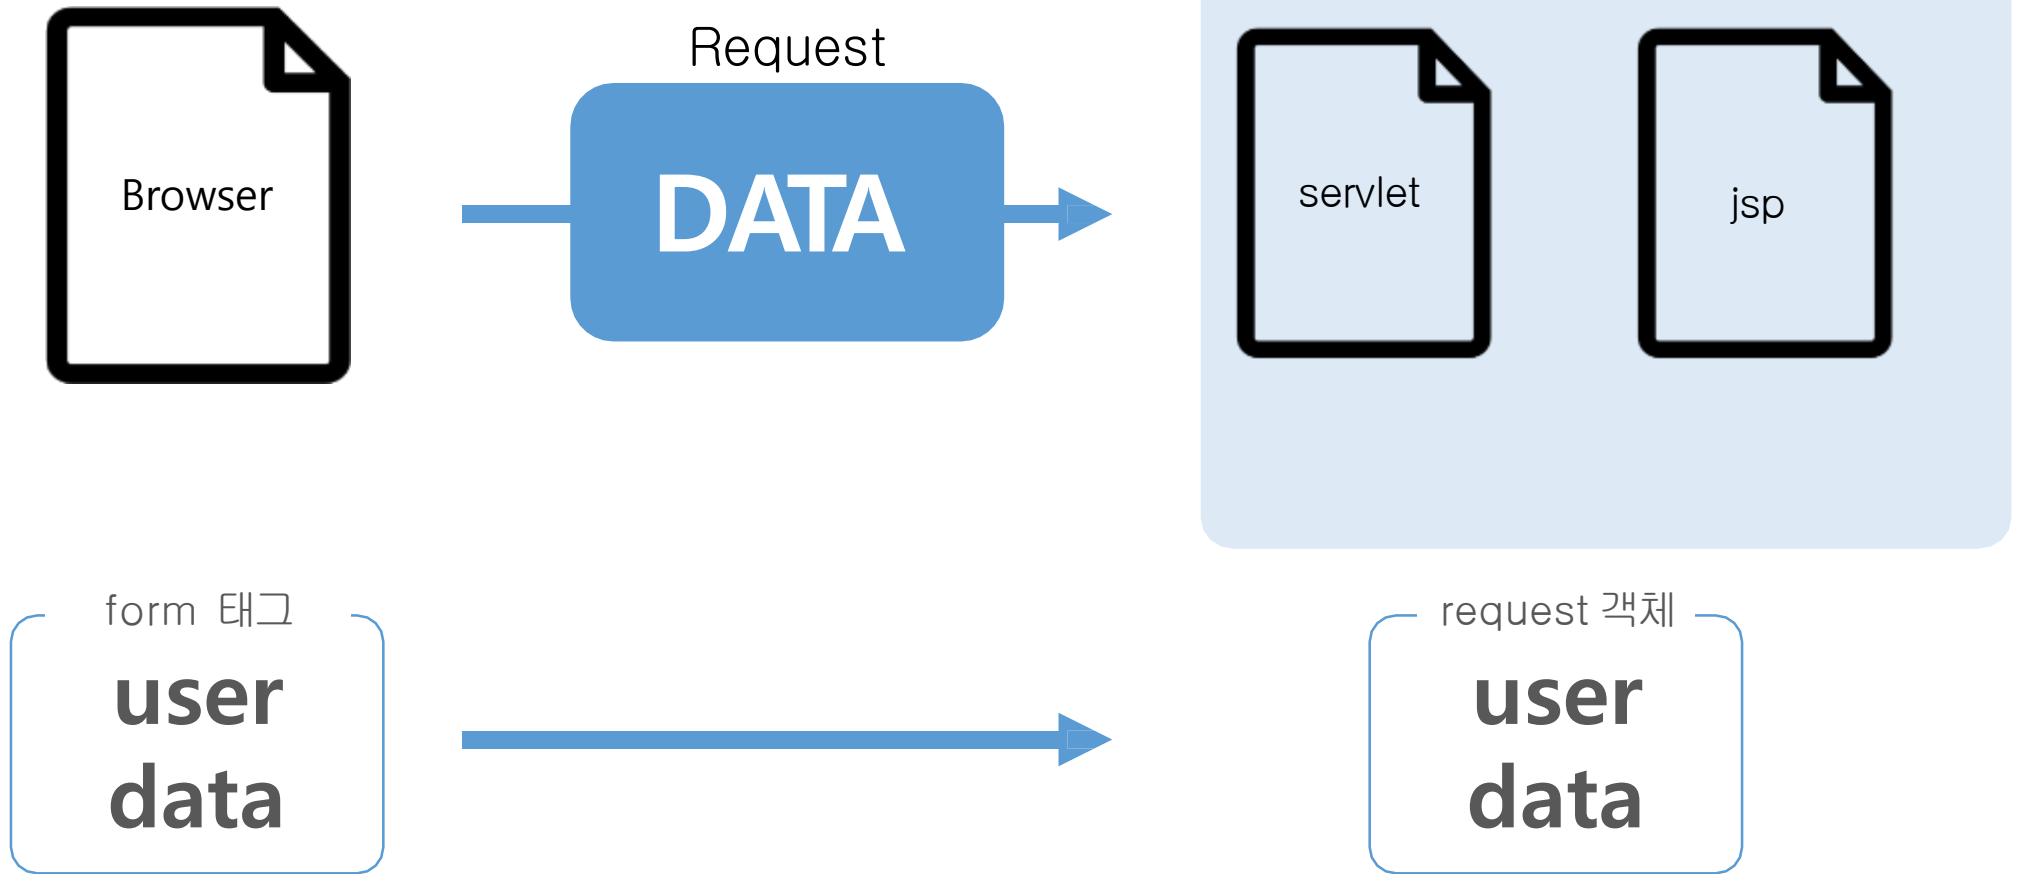 Request
Browser
DATA
servlet
jsp
form 태그
user
data
request 객체
user
data